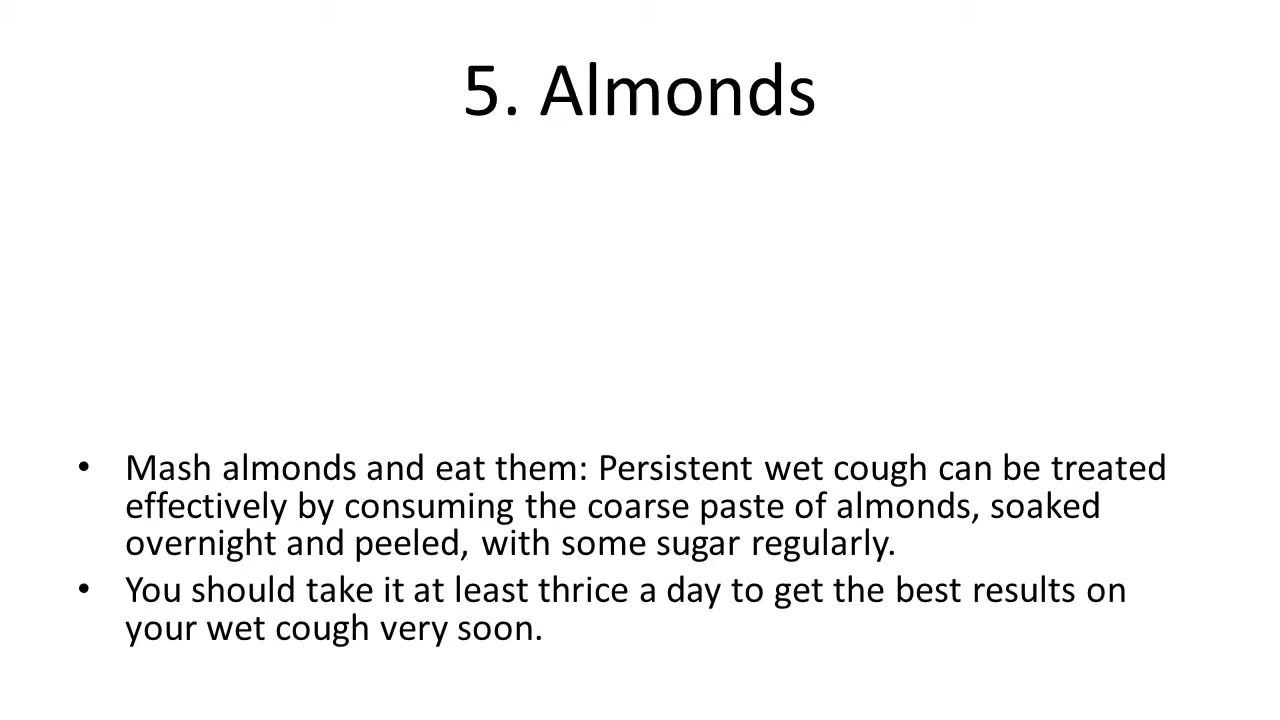 5. Almonds
• Mash almonds and eat them: Persistent wet cough can be treated
effectively by consuming the coarse paste of almonds, soaked
overnight and peeled, with some sugar regularly.
• You should take it at least thrice a day to get the best results on
your wet cough very soon.